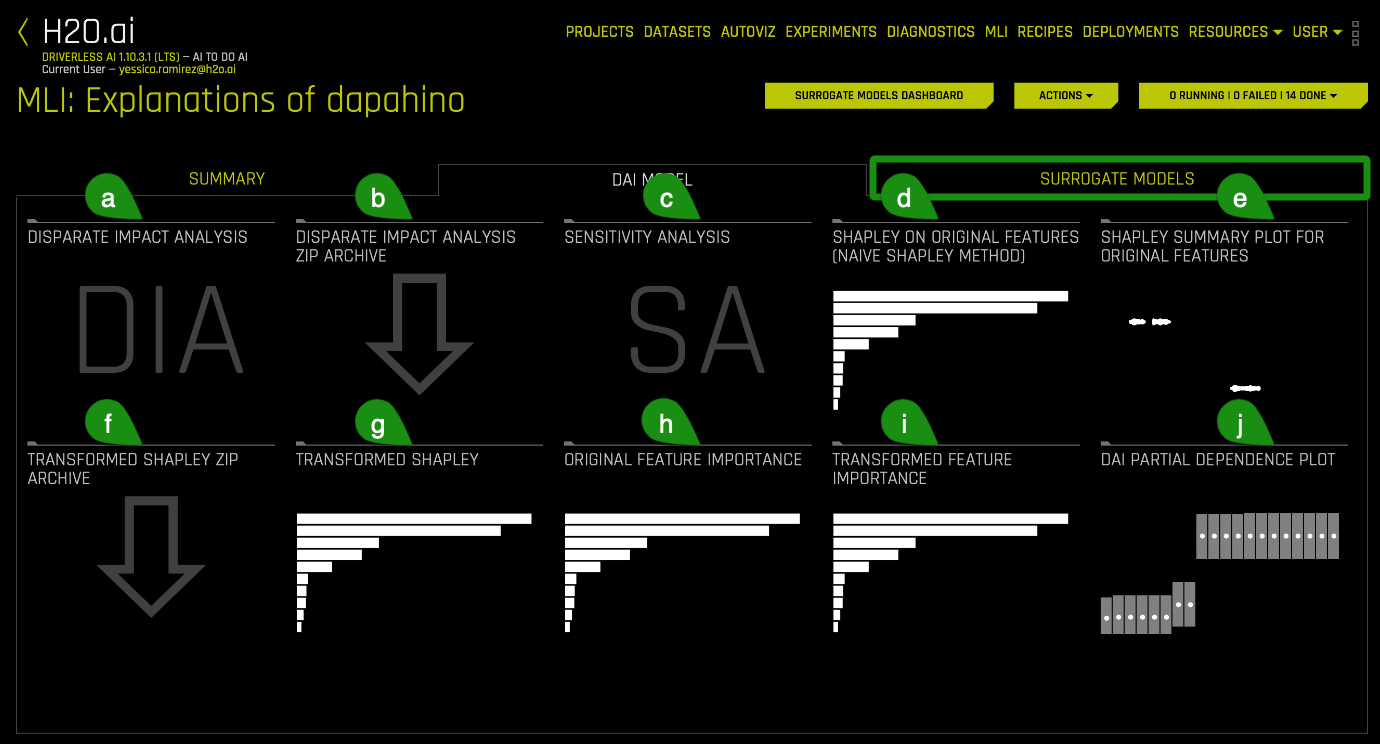 H2O.ai
PROJECTS DATASETS AUTOVIZ EXPERIMENTS DIAGNOSTICS MLI RECIPES DEPLOYMENTS RESOURCES USER
DRIVERLESS AI 1.10.3.1 (LTS) — AI TO DO AI
Current User — yessica.ramirez@h2o.ai
MLI: Explanations of dapahino
SURROGATE MODELS DASHBOARD
ACTIONS
0 RUNNING | 0 FAILED | 14 DONE
SUMMARY
DAI MODEL
SURROGATE MODELS
a
DISPARATE IMPACT ANALYSIS
DIA
b
DISPARATE IMPACT ANALYSIS
ZIP ARCHIVE
c
SENSITIVITY ANALYSIS
SA
d
SHAPLEY ON ORIGINAL FEATURES
(NAIVE SHAPLEY METHOD)
e
SHAPLEY SUMMARY PLOT FOR
ORIGINAL FEATURES
f
TRANSFORMED SHAPLEY ZIP
ARCHIVE
g
TRANSFORMED SHAPLEY
h
ORIGINAL FEATURE IMPORTANCE
i
TRANSFORMED FEATURE
IMPORTANCE
j
DAI PARTIAL DEPENDENCE PLOT